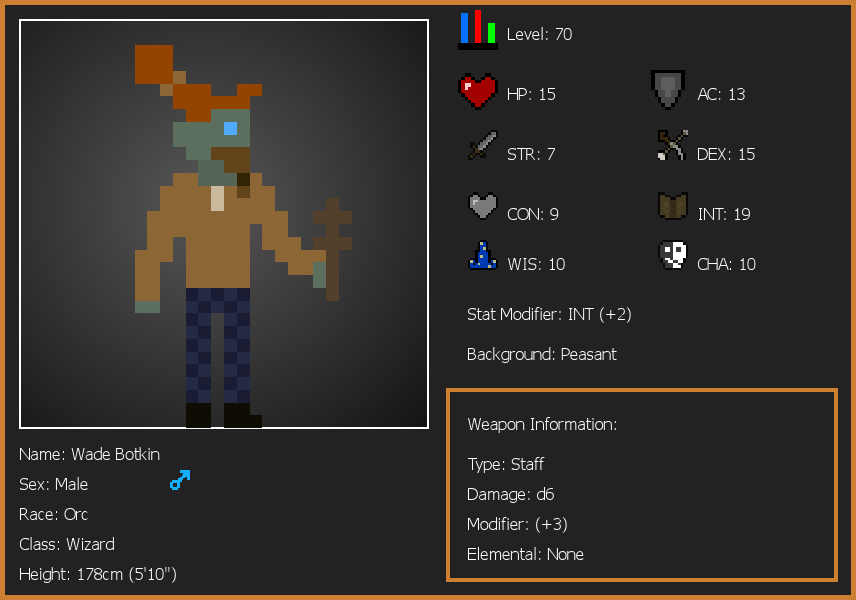 Level: 70
HP: 15
AC: 13
STR: 7
DEX: 15
CON: 9
INT: 19
WIS: 10
CHA: 10
Stat Modifier: INT (+2)
Background: Peasant
Weapon Information:
Type: Staff
Damage: d6
Modifier: (+3)
Elemental: None
Name: Wade Botkin
Sex: Male
Race: Orc
Class: Wizard
Height: 178cm (5'10")